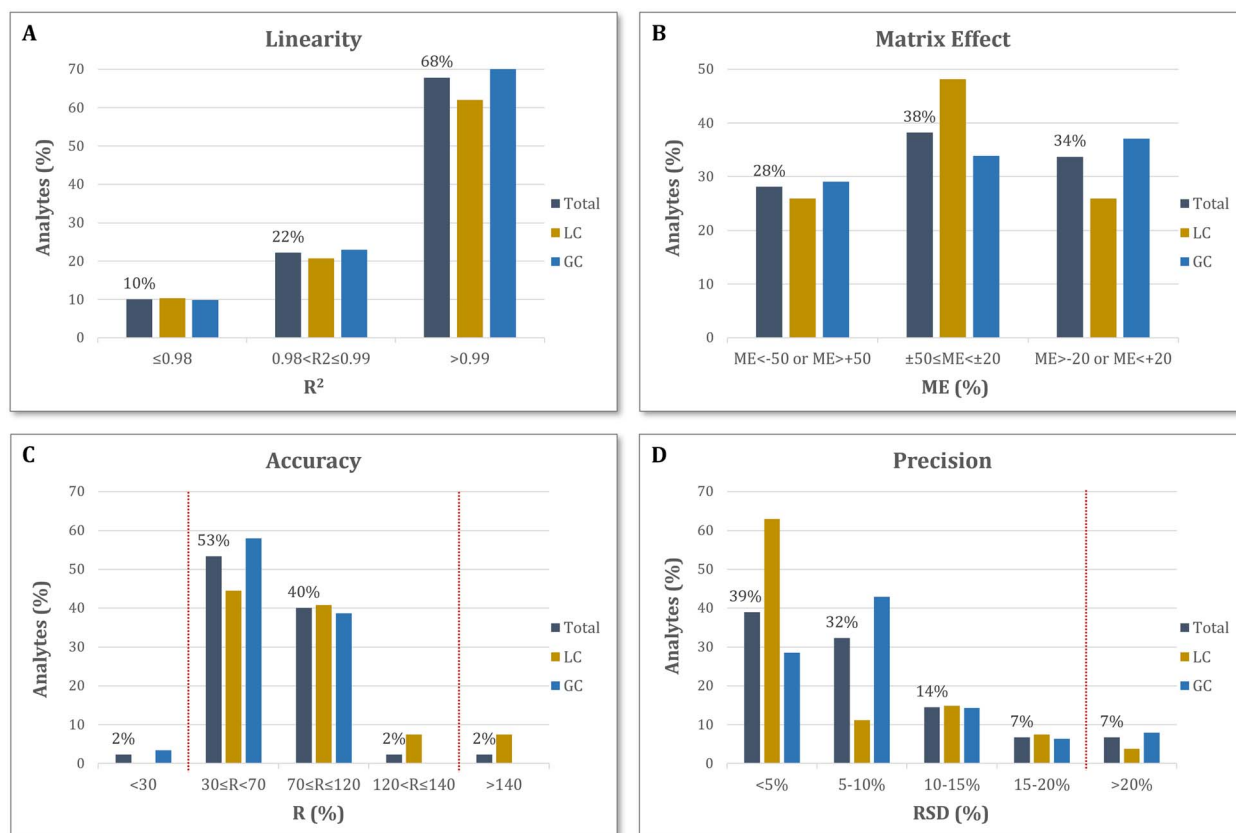 A
Linearity
Analytes (%)
70
60
50
40
30
20
10
0
10%
22%
68%
≤0.98
0.98<R2≤0.99
>0.99
R²
Total
LC
GC
B
Matrix Effect
Analytes (%)
50
40
30
20
10
0
28%
38%
34%
ME<-50 or ME>+50
±50≤ME<±20
ME>-20 or ME<+20
ME (%)
Total
LC
GC
C
Accuracy
Analytes (%)
70
60
50
40
30
20
10
0
2%
53%
40%
2%
2%
<30
30≤R<70
70≤R≤120
120<R≤140
>140
R (%)
Total
LC
GC
D
Precision
Analytes (%)
70
60
50
40
30
20
10
0
39%
32%
14%
7%
7%
<5%
5-10%
10-15%
15-20%
>20%
RSD (%)
Total
LC
GC